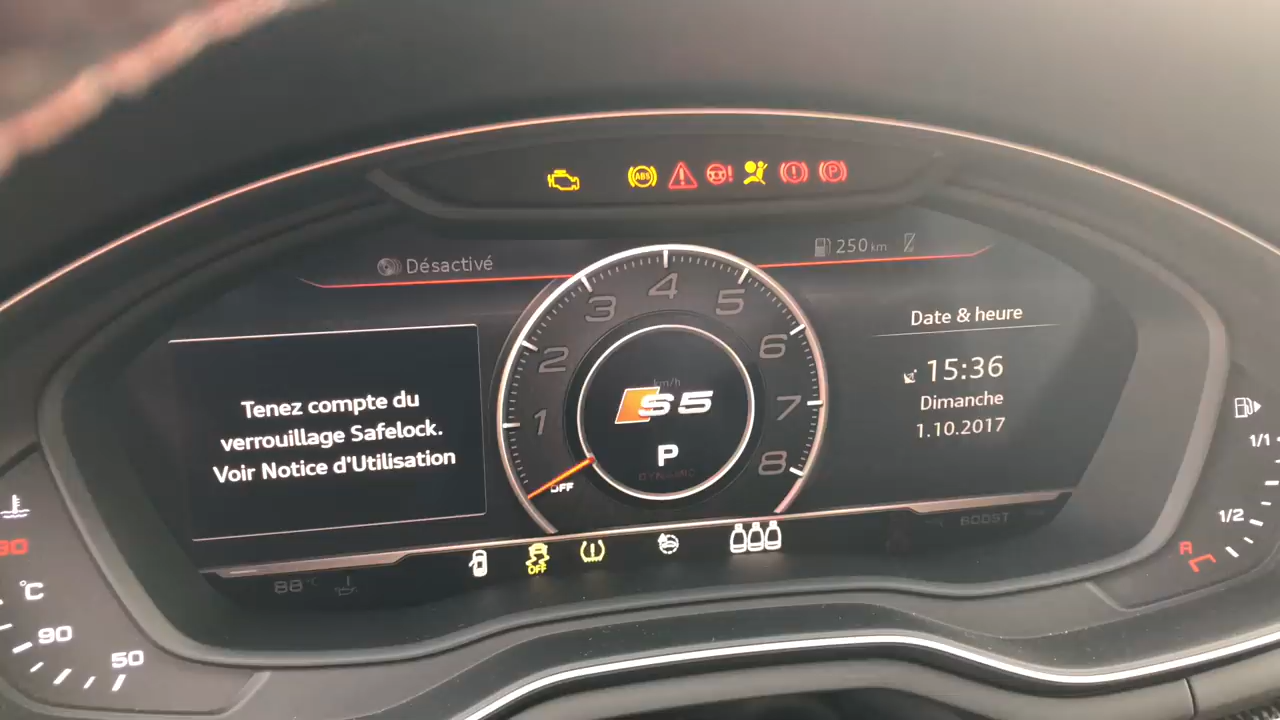 ABS
P
Désactivé
250 km
Date & heure
15:36
Dimanche
1.10.2017
Tenez compte du
verrouillage Safelock.
Voir Notice d'Utilisation
1
2
3
4
5
6
7
8
OFF
km/h
S5
P
DYNAMIC
OFF
88°C
BOOST
°C
90
50
1/1
1/2
R